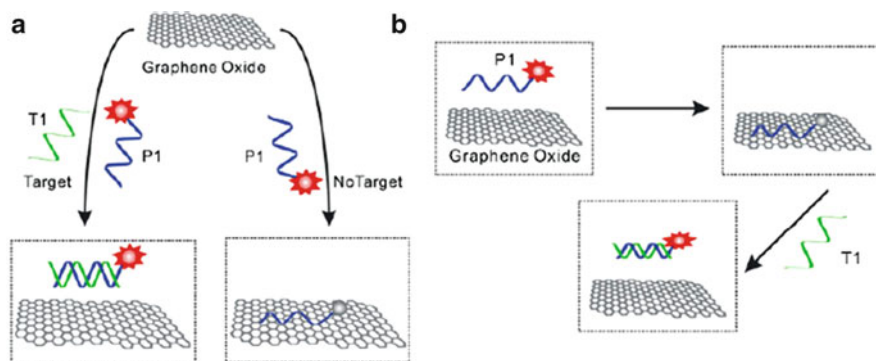 a
Graphene Oxide
T1
P1
Target
P1
NoTarget
b
P1
Graphene Oxide
T1